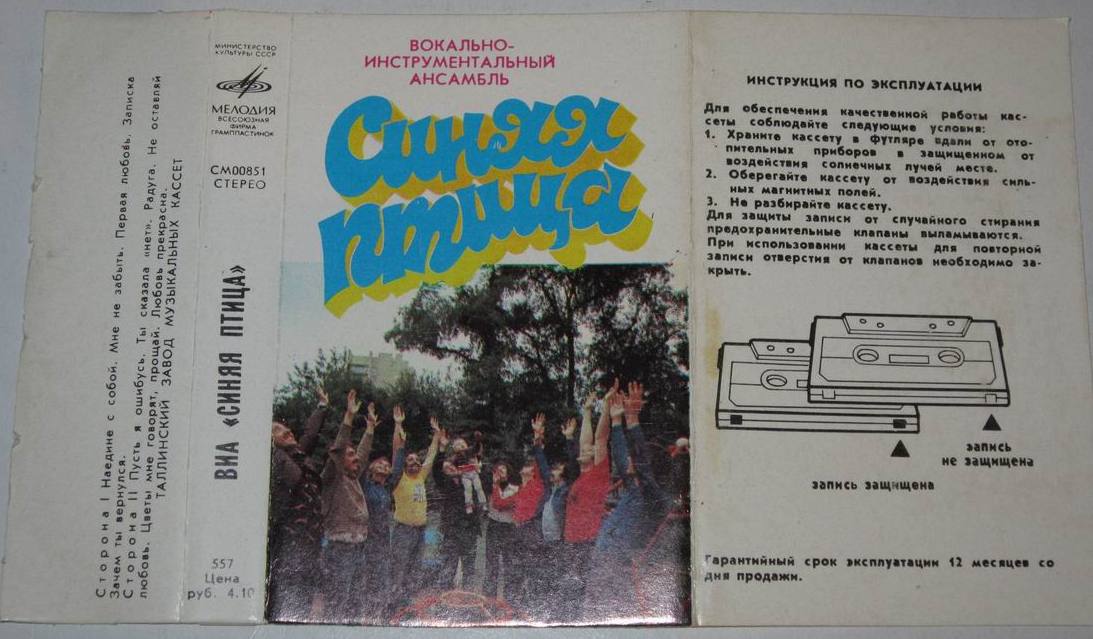 Сторона I Наедине с собой. Мне не забыть. Первая любовь. Записка
Зачем ты вернулся.
Сторона II Пусть я ошибусь. Ты сказала «нет». Радуга. Не оставляй
любовь. Цветы мне говорят, прощай. Любовь прекрасна.
ТАЛЛИНСКИЙ ЗАВОД МУЗЫКАЛЬНЫХ КАССЕТ
МИНИСТЕРСТВО
КУЛЬТУРЫ СССР
МЕЛОДИЯ
ВСЕСОЮЗНАЯ
ФИРМА
ГРАМПЛАСТИНОК
СМ00851
СТЕРЕО
ВИА «СИНЯЯ ПТИЦА»
557
Цена
руб. 4.10
ВОКАЛЬНО-
ИНСТРУМЕНТАЛЬНЫЙ
АНСАМБЛЬ
Синяя
птица
ИНСТРУКЦИЯ ПО ЭКСПЛУАТАЦИИ
Для обеспечения качественной работы кас-
сеты соблюдайте следующие условия:
1. Храните кассету в футляре вдали от ото-
пительных приборов в защищенном от
воздействия солнечных лучей месте.
2. Оберегайте кассету от воздействия силь-
ных магнитных полей.
3. Не разбирайте кассету.
Для защиты записи от случайного стирания
предохранительные клапаны выламываются.
При использовании кассеты для повторной
записи отверстия от клапанов необходимо за-
крыть.
запись
не защищена
запись защищена
Гарантийный срок эксплуатации 12 месяцев со
дня продажи.